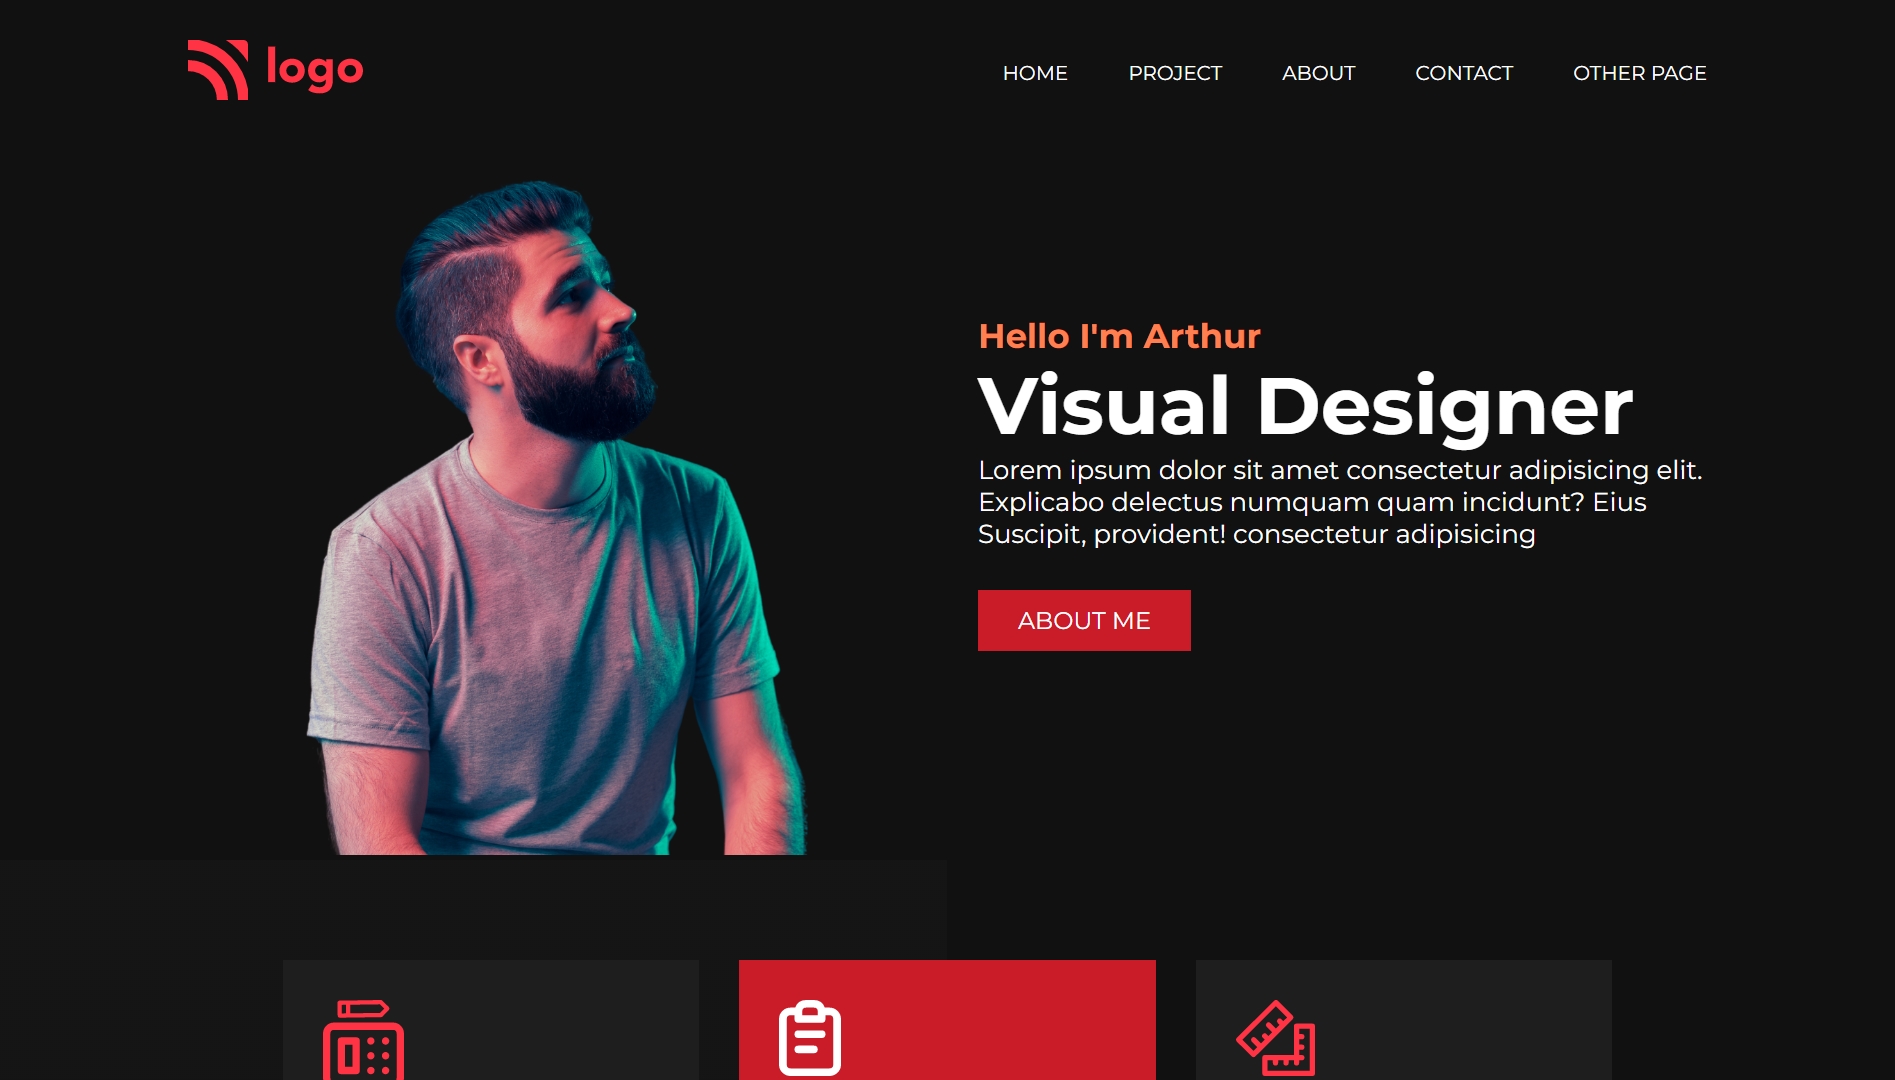 logo
HOME PROJECT ABOUT CONTACT OTHER PAGE
Hello I'm Arthur
Visual Designer
Lorem ipsum dolor sit amet consectetur adipisicing elit.
Explicabo delectus numquam quam incidunt? Eius
Suscipit, provident! consectetur adipisicing
ABOUT ME